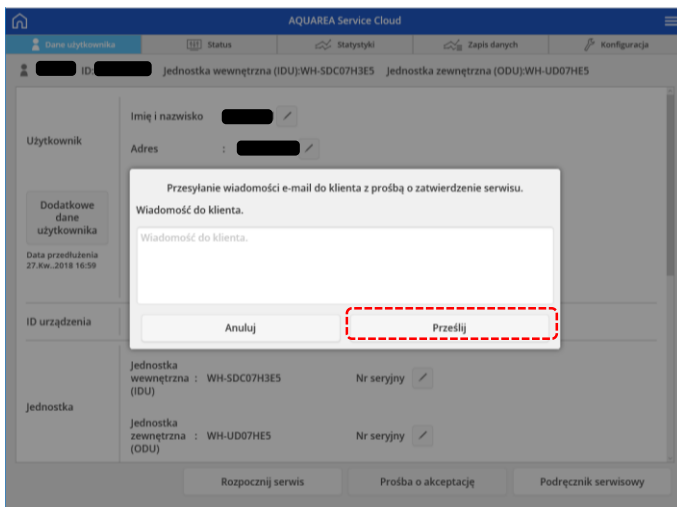 AQUAREA Service Cloud
Dane użytkownika
Status
Statystyki
Zapis danych
Konfiguracja
ID: Jednostka wewnętrzna (IDU):WH-SDC07H3E5 Jednostka zewnętrzna (ODU):WH-UD07HE5
Użytkownik
Imię i nazwisko
Adres :
Przesyłanie wiadomości e-mail do klienta z prośbą o zatwierdzenie serwisu.
Wiadomość do klienta.
Wiadomość do klienta.
Anuluj
Prześlij
Dodatkowe
dane
użytkownika
Data przedłużenia
27.Kw..2018 16:59
ID urządzenia
Jednostka
Jednostka
wewnętrzna : WH-SDC07H3E5 Nr seryjny
(IDU)
Jednostka
zewnętrzna : WH-UD07HE5 Nr seryjny
(ODU)
Rozpocznij serwis
Prośba o akceptację
Podręcznik serwisowy